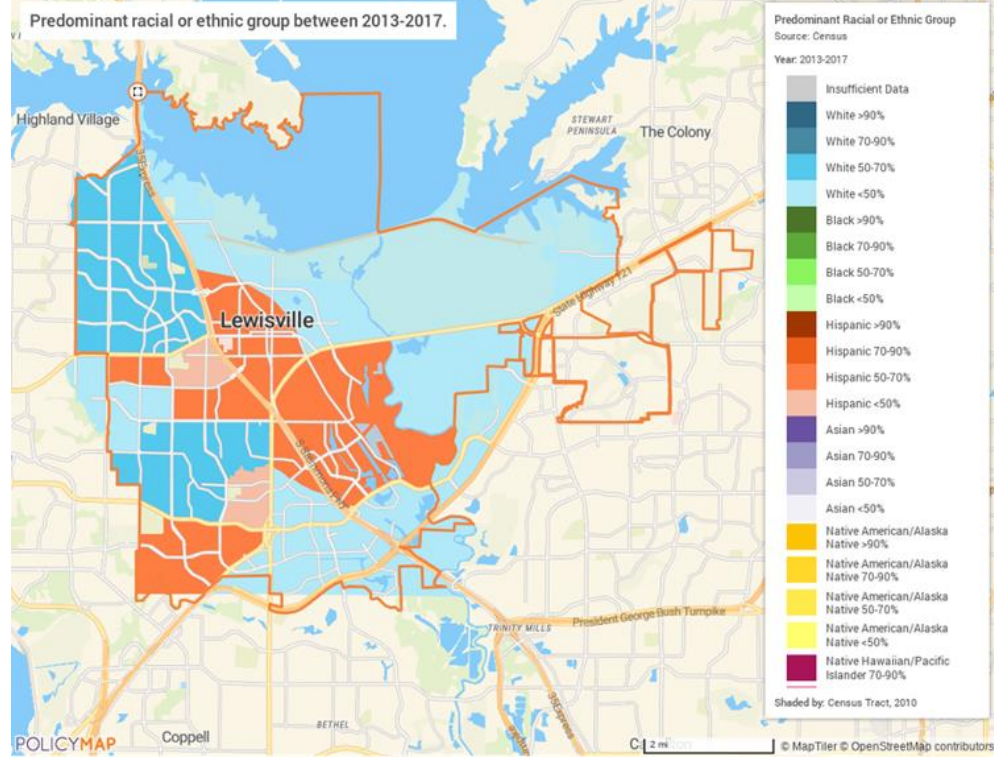 Predominant racial or ethnic group between 2013-2017.
Predominant Racial or Ethnic Group
Source: Census
Year: 2013-2017
Insufficient Data
White >90%
White 70-90%
White 50-70%
White <50%
Black >90%
Black 70-90%
Black 50-70%
Black <50%
Hispanic >90%
Hispanic 70-90%
Hispanic 50-70%
Hispanic <50%
Asian >90%
Asian 70-90%
Asian 50-70%
Asian <50%
Native American/Alaska
Native >90%
Native American/Alaska
Native 70-90%
Native American/Alaska
Native 50-70%
Native American/Alaska
Native <50%
Native Hawaiian/Pacific
Islander 70-90%
Shaded by: Census Tract, 2010
Highland Village
STEWART
PENINSULA
The Colony
35Express
State Highway 121
Lewisville
President George Bush Turnpike
TRINITY MILLS
35Express
BETHEL
Coppell
2 mi
POLICYMAP
© MapTiler © OpenStreetMap contributors